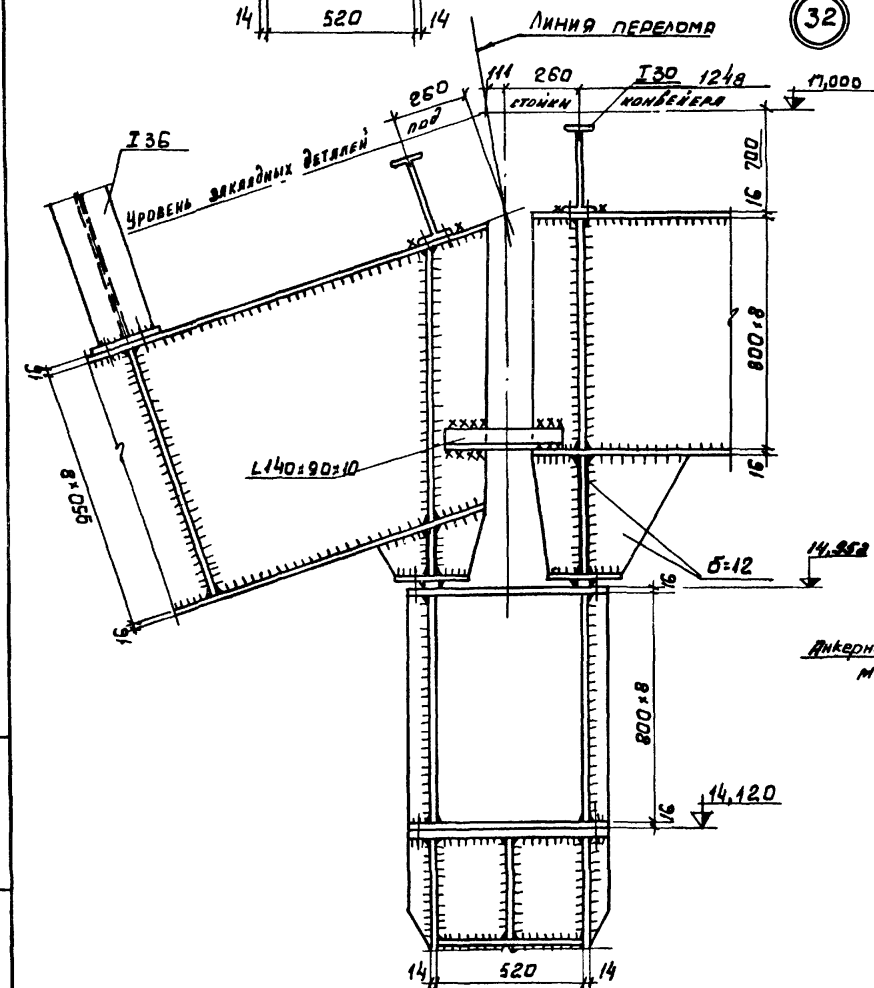 14 520 14
Линия перелома
32
111 260 I30 1248 17,000
стойки конвейера
260
под
I36
Уровень закладных деталей
700
16
800×8
16
16
950×8
16
L140×90×10
14,952
δ=12
16
Анкерн
м
800×8
16
14,120
14 520 14